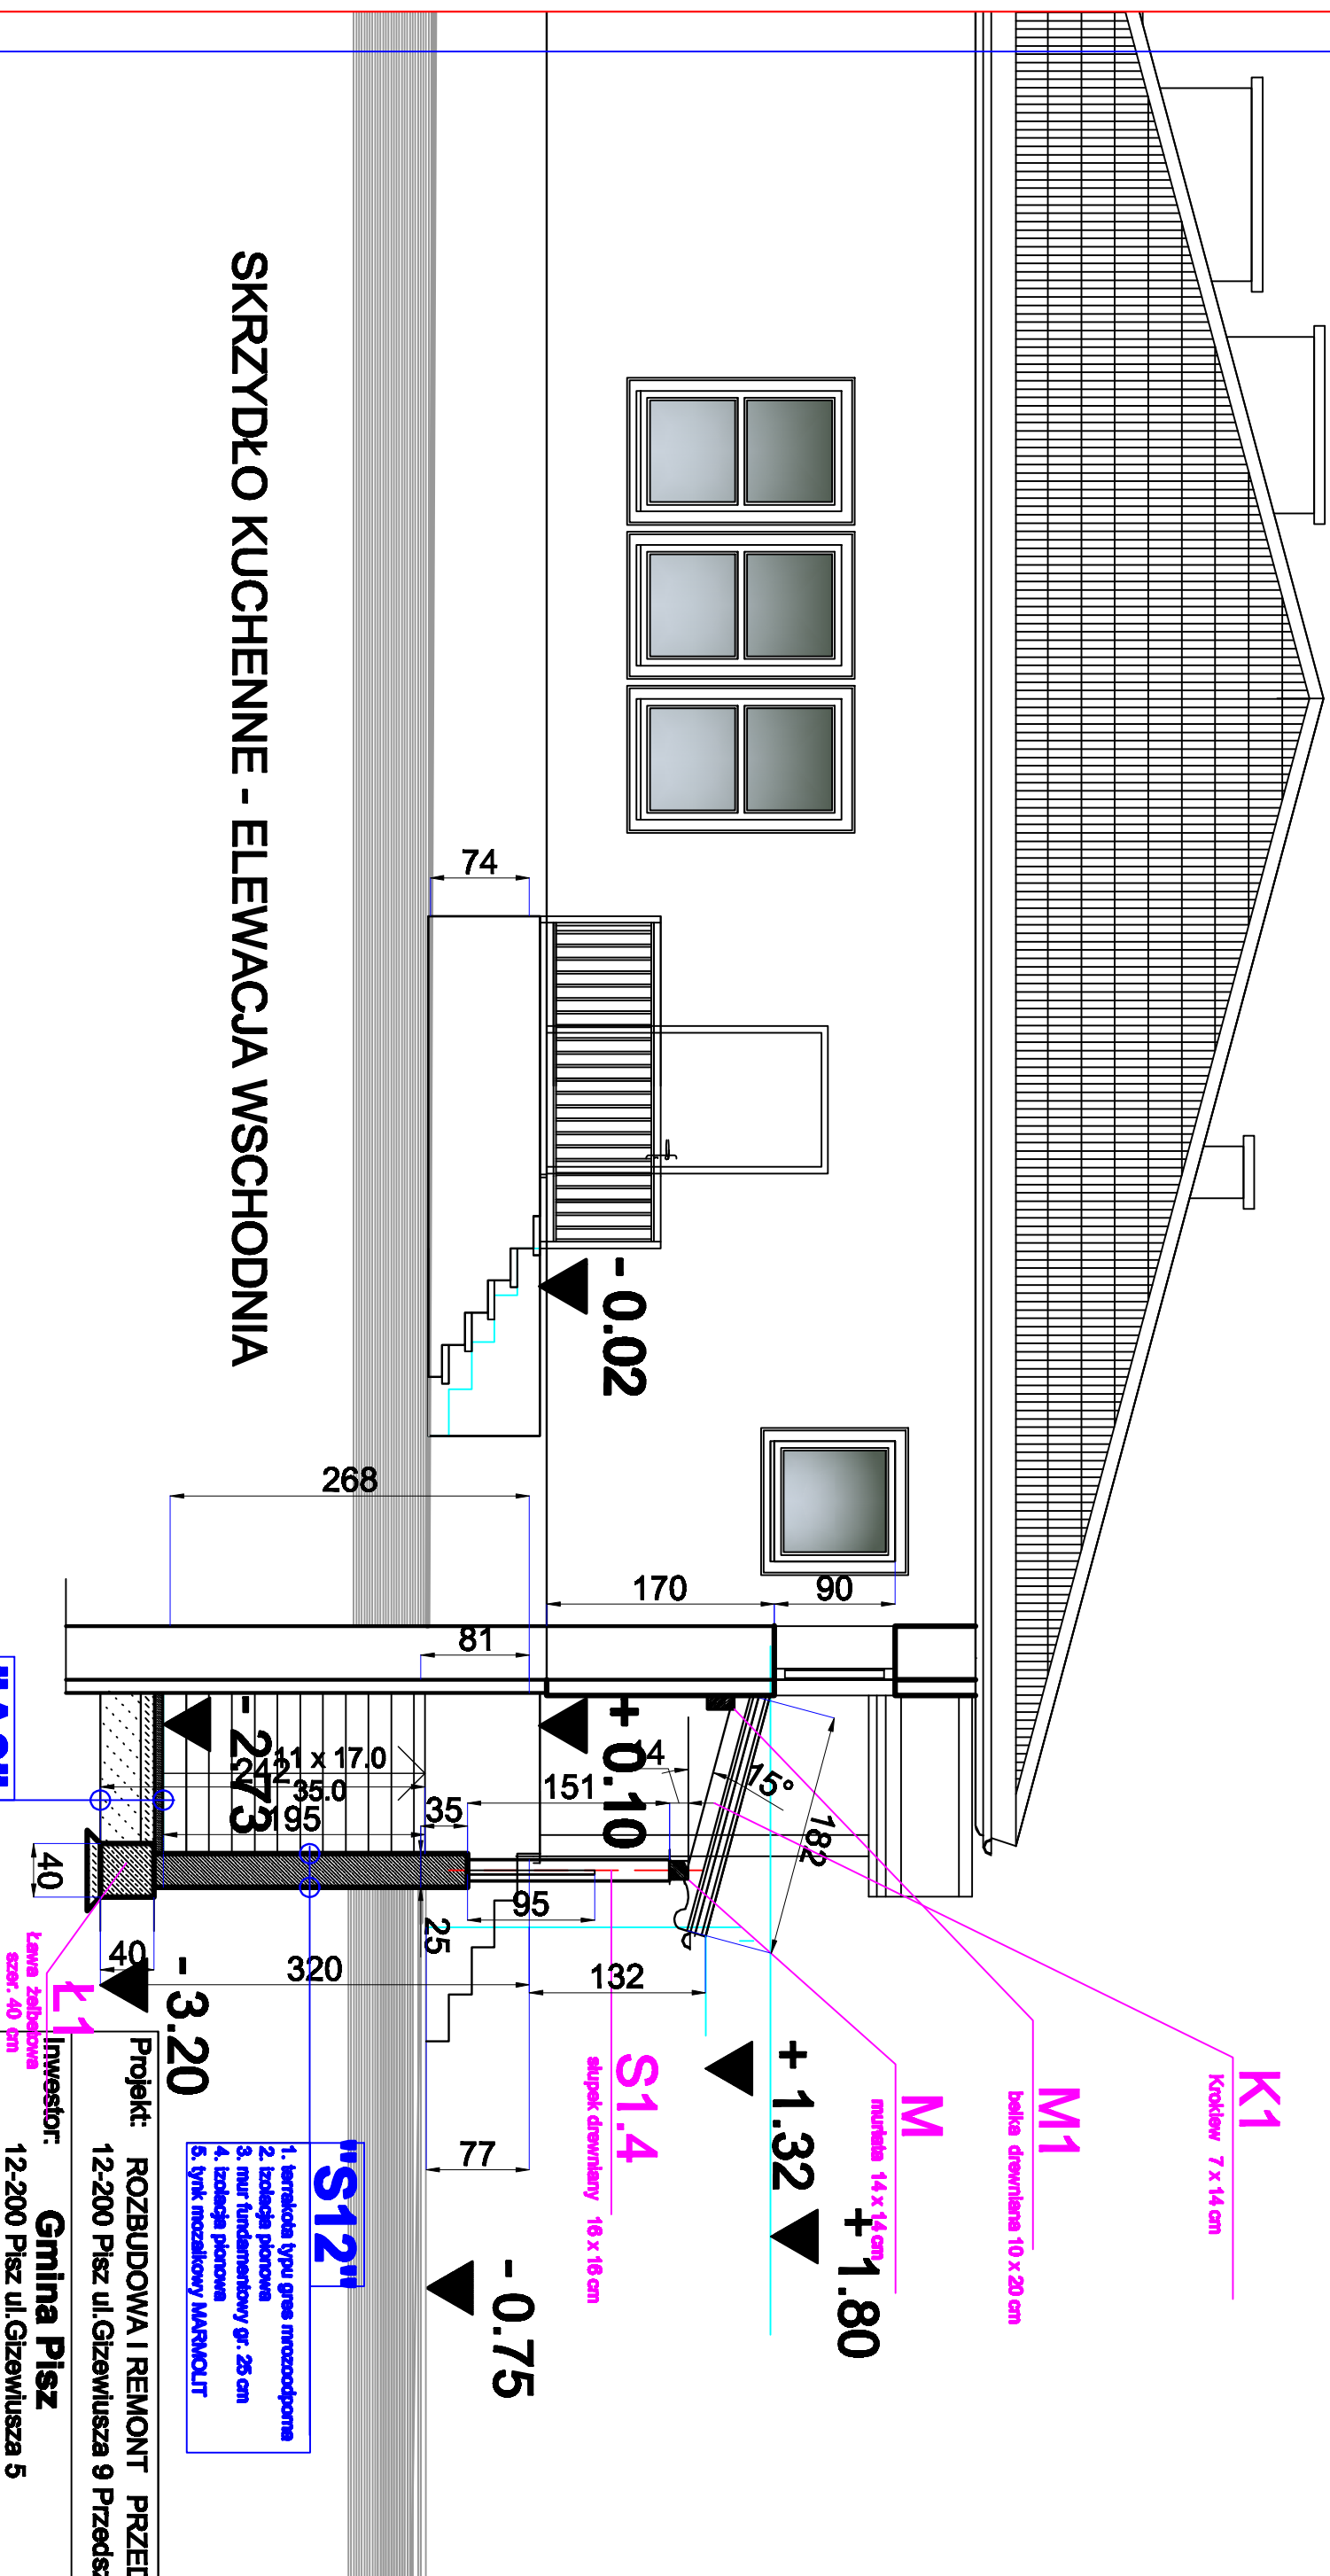 K1
Krokiew 7 x 14 cm
M1
belka drewniana 10 x 20 cm
M
murłata 14 x 14 cm
+ 1.80
+ 1.32
S1.4
słupek drewniany 16 x 16 cm
90
170
15°
182
14
151
+ 0.10
- 0.02
95
132
35
25
81
74
77
- 0.75
268
11 x 17.0
35.0
242
195
- 2.73
320
40
40
- 3.20
Ł1
Ława żelbetowa
szer. 40 cm
"S12"
1. terrakota typu gres mrozoodporna
2. izolacja pionowa
3. mur fundamentowy gr. 25 cm
4. izolacja pionowa
5. tynk mozaikowy MARMOLIT
SKRZYDŁO KUCHENNE - ELEWACJA WSCHODNIA
Projekt: ROZBUDOWA I REMONT
12-200 Pisz ul.Gizewiusza 9
Inwestor: Gmina Pisz
12-200 Pisz ul.Gizewiusza 5